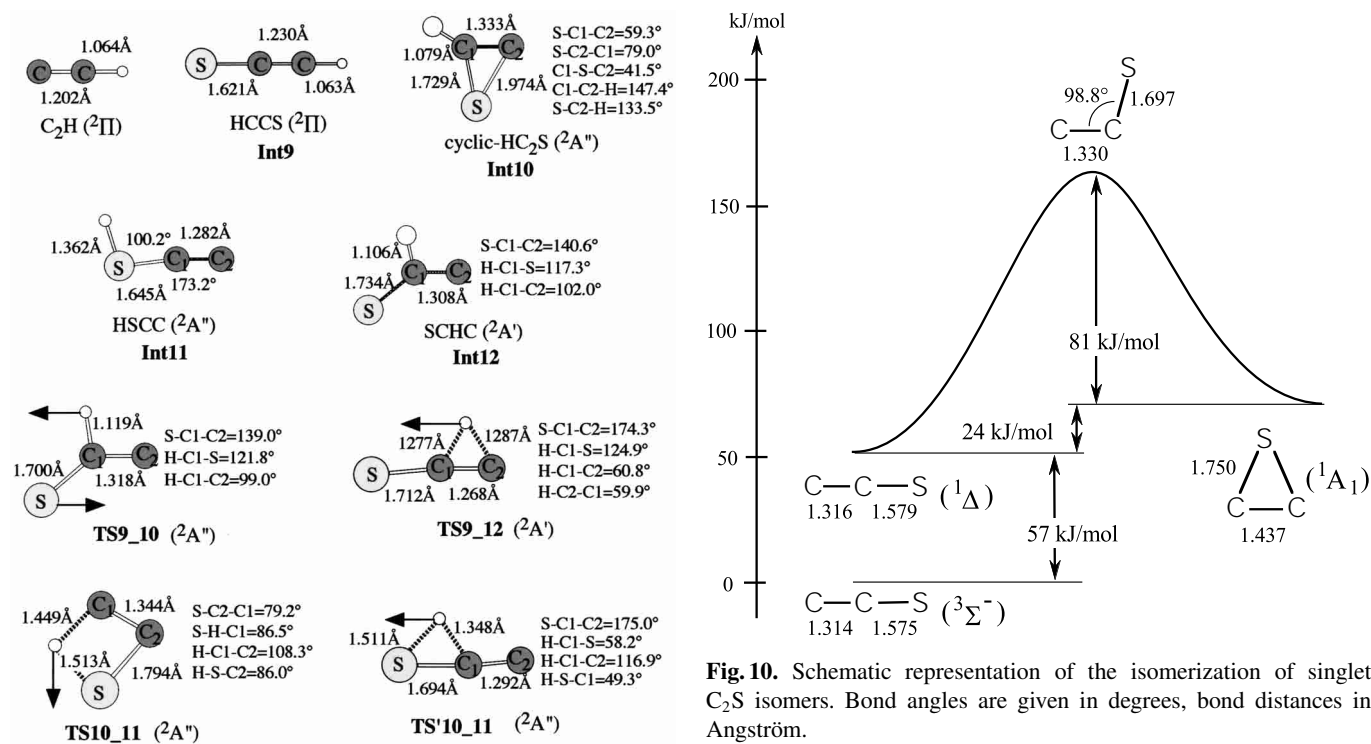 1.064Å
C C
1.202Å
C₂H (²Π)
1.230Å
S C C
1.621Å 1.063Å
HCCS (²Π)
Int9
1.333Å
C₁ C₂
1.079Å
1.729Å 1.974Å
S
S-C1-C2=59.3°
S-C2-C1=79.0°
C1-S-C2=41.5°
C1-C2-H=147.4°
S-C2-H=133.5°
cyclic-HC₂S (²A")
Int10
1.362Å 100.2° 1.282Å
S C₁ C₂
1.645Å 173.2°
HSCC (²A")
Int11
1.106Å
C₁ C₂
1.734Å
1.308Å
S
S-C1-C2=140.6°
H-C1-S=117.3°
H-C1-C2=102.0°
SCHC (²A')
Int12
1.119Å
C₁ C₂
1.700Å
1.318Å
S
S-C1-C2=139.0°
H-C1-S=121.8°
H-C1-C2=99.0°
TS9_10 (²A")
1277Å 1287Å
S C₁ C₂
1.712Å 1.268Å
S-C1-C2=174.3°
H-C1-S=124.9°
H-C1-C2=60.8°
H-C2-C1=59.9°
TS9_12 (²A')
1.449Å C₁ 1.344Å
C₂
1.513Å 1.794Å
S
S-C2-C1=79.2°
S-H-C1=86.5°
H-C1-C2=108.3°
H-S-C2=86.0°
TS10_11 (²A")
1.511Å 1.348Å
S C₁ C₂
1.694Å 1.292Å
S-C1-C2=175.0°
H-C1-S=58.2°
H-C1-C2=116.9°
H-S-C1=49.3°
TS'10_11 (²A")
kJ/mol
200
150
100
50
0
S
98.8° 1.697
C C
1.330
81 kJ/mol
24 kJ/mol
57 kJ/mol
C C S (¹Δ)
1.316 1.579
S
1.750 (¹A₁)
C C
1.437
C C S (³Σ⁻)
1.314 1.575
Fig. 10. Schematic representation of the isomerization of singlet
C₂S isomers. Bond angles are given in degrees, bond distances in
Angström.